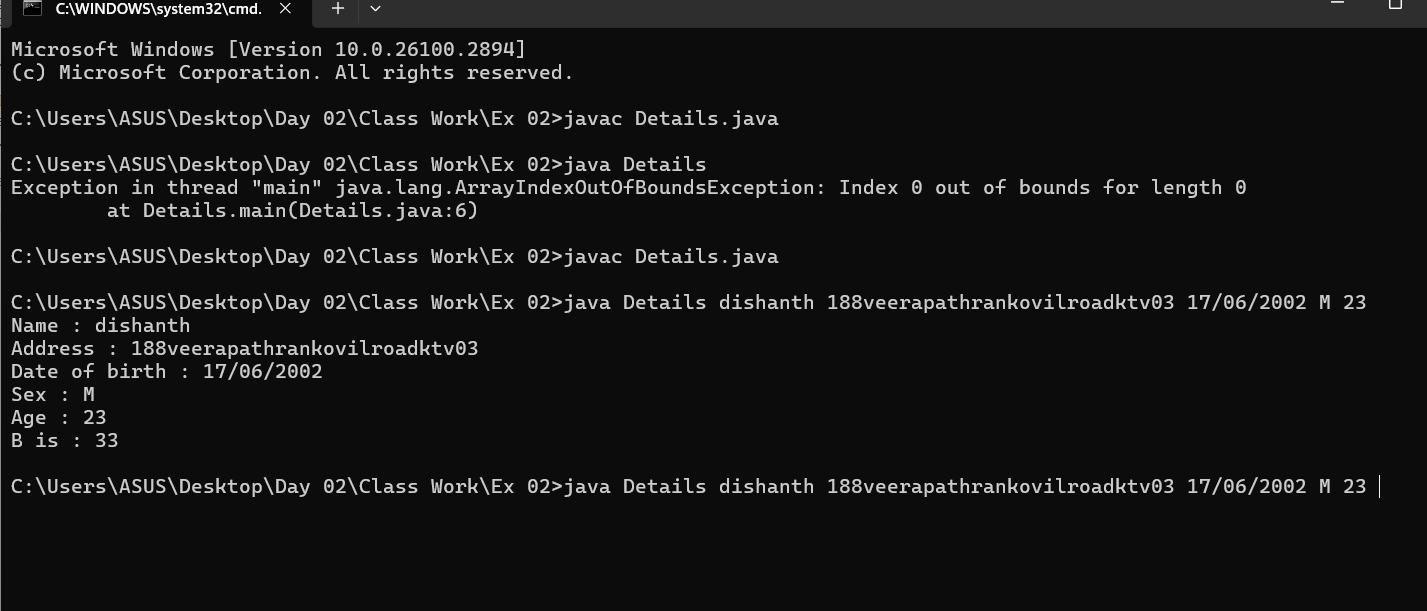 C:\WINDOWS\system32\cmd.
Microsoft Windows [Version 10.0.26100.2894]
(c) Microsoft Corporation. All rights reserved.
C:\Users\ASUS\Desktop\Day 02\Class Work\Ex 02>javac Details.java
C:\Users\ASUS\Desktop\Day 02\Class Work\Ex 02>java Details
Exception in thread "main" java.lang.ArrayIndexOutOfBoundsException: Index 0 out of bounds for length 0
        at Details.main(Details.java:6)
C:\Users\ASUS\Desktop\Day 02\Class Work\Ex 02>javac Details.java
C:\Users\ASUS\Desktop\Day 02\Class Work\Ex 02>java Details dishanth 188veerapathrankovilroadktv03 17/06/2002 M 23
Name : dishanth
Address : 188veerapathrankovilroadktv03
Date of birth : 17/06/2002
Sex : M
Age : 23
B is : 33
C:\Users\ASUS\Desktop\Day 02\Class Work\Ex 02>java Details dishanth 188veerapathrankovilroadktv03 17/06/2002 M 23